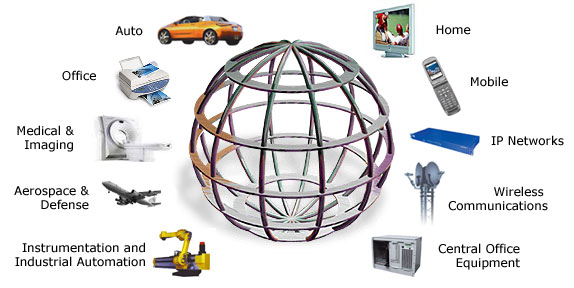 Auto
Home
Office
Mobile
Medical &
Imaging
IP Networks
Aerospace &
Defense
Wireless
Communications
Instrumentation and
Industrial Automation
Central Office
Equipment